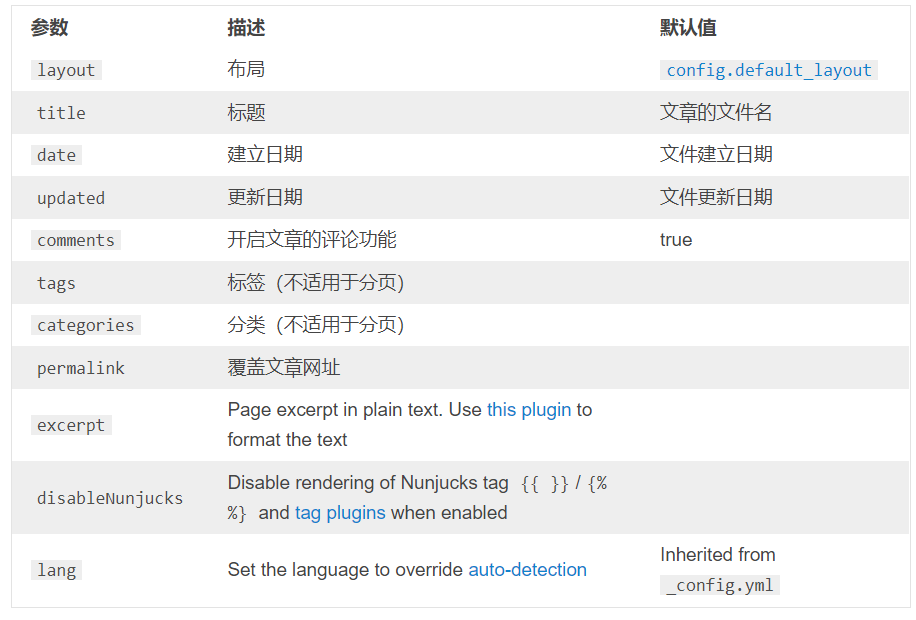 参数 描述 默认值
layout 布局 config.default_layout
title 标题 文章的文件名
date 建立日期 文件建立日期
updated 更新日期 文件更新日期
comments 开启文章的评论功能 true
tags 标签（不适用于分页）
categories 分类（不适用于分页）
permalink 覆盖文章网址
excerpt Page excerpt in plain text. Use this plugin to
format the text
disableNunjucks Disable rendering of Nunjucks tag {{ }} / {%
%} and tag plugins when enabled
lang Set the language to override auto-detection Inherited from
_config.yml